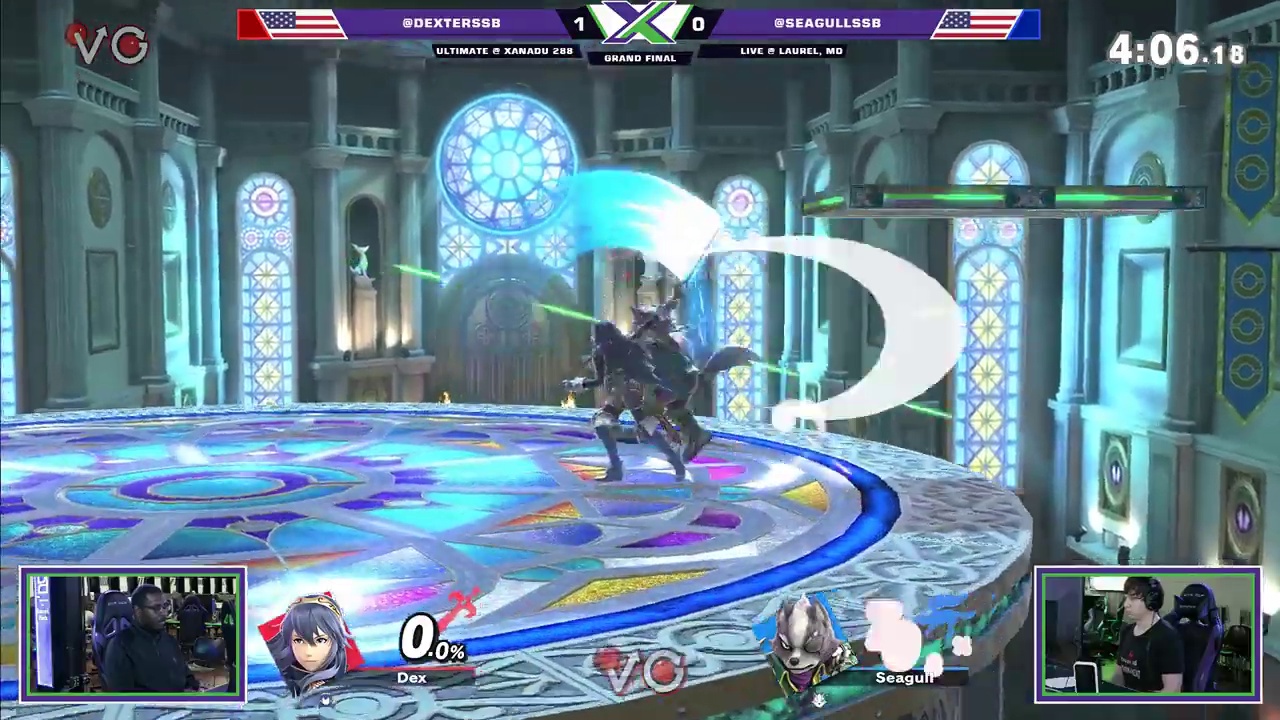 @DEXTERSSB
1
0
@SEAGULLSSB
ULTIMATE @ XANADU 288
GRAND FINAL
LIVE @ LAUREL, MD
VG
4:06.18
0.0%
Dex
VG
Seagull